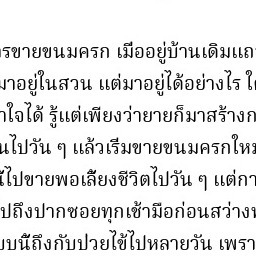 รขายขนมครก เมื่ออยู่บ้านเดิมแถ
มาอยู่ในสวน แต่มาอยู่ได้อย่างไร ใ
าใจได้ รู้แต่เพียงว่ายายก็มาสร้างก
นไปวัน ๆ แล้วเริ่มขายขนมครกใหม
นี้ไปขายพอเลี้ยงชีวิตไปวัน ๆ แต่กา
ปถึงปากซอยทุกเช้ามืดก่อนสว่าง
บบนี้ถึงกับป่วยไข้ไปหลายวัน เพรา